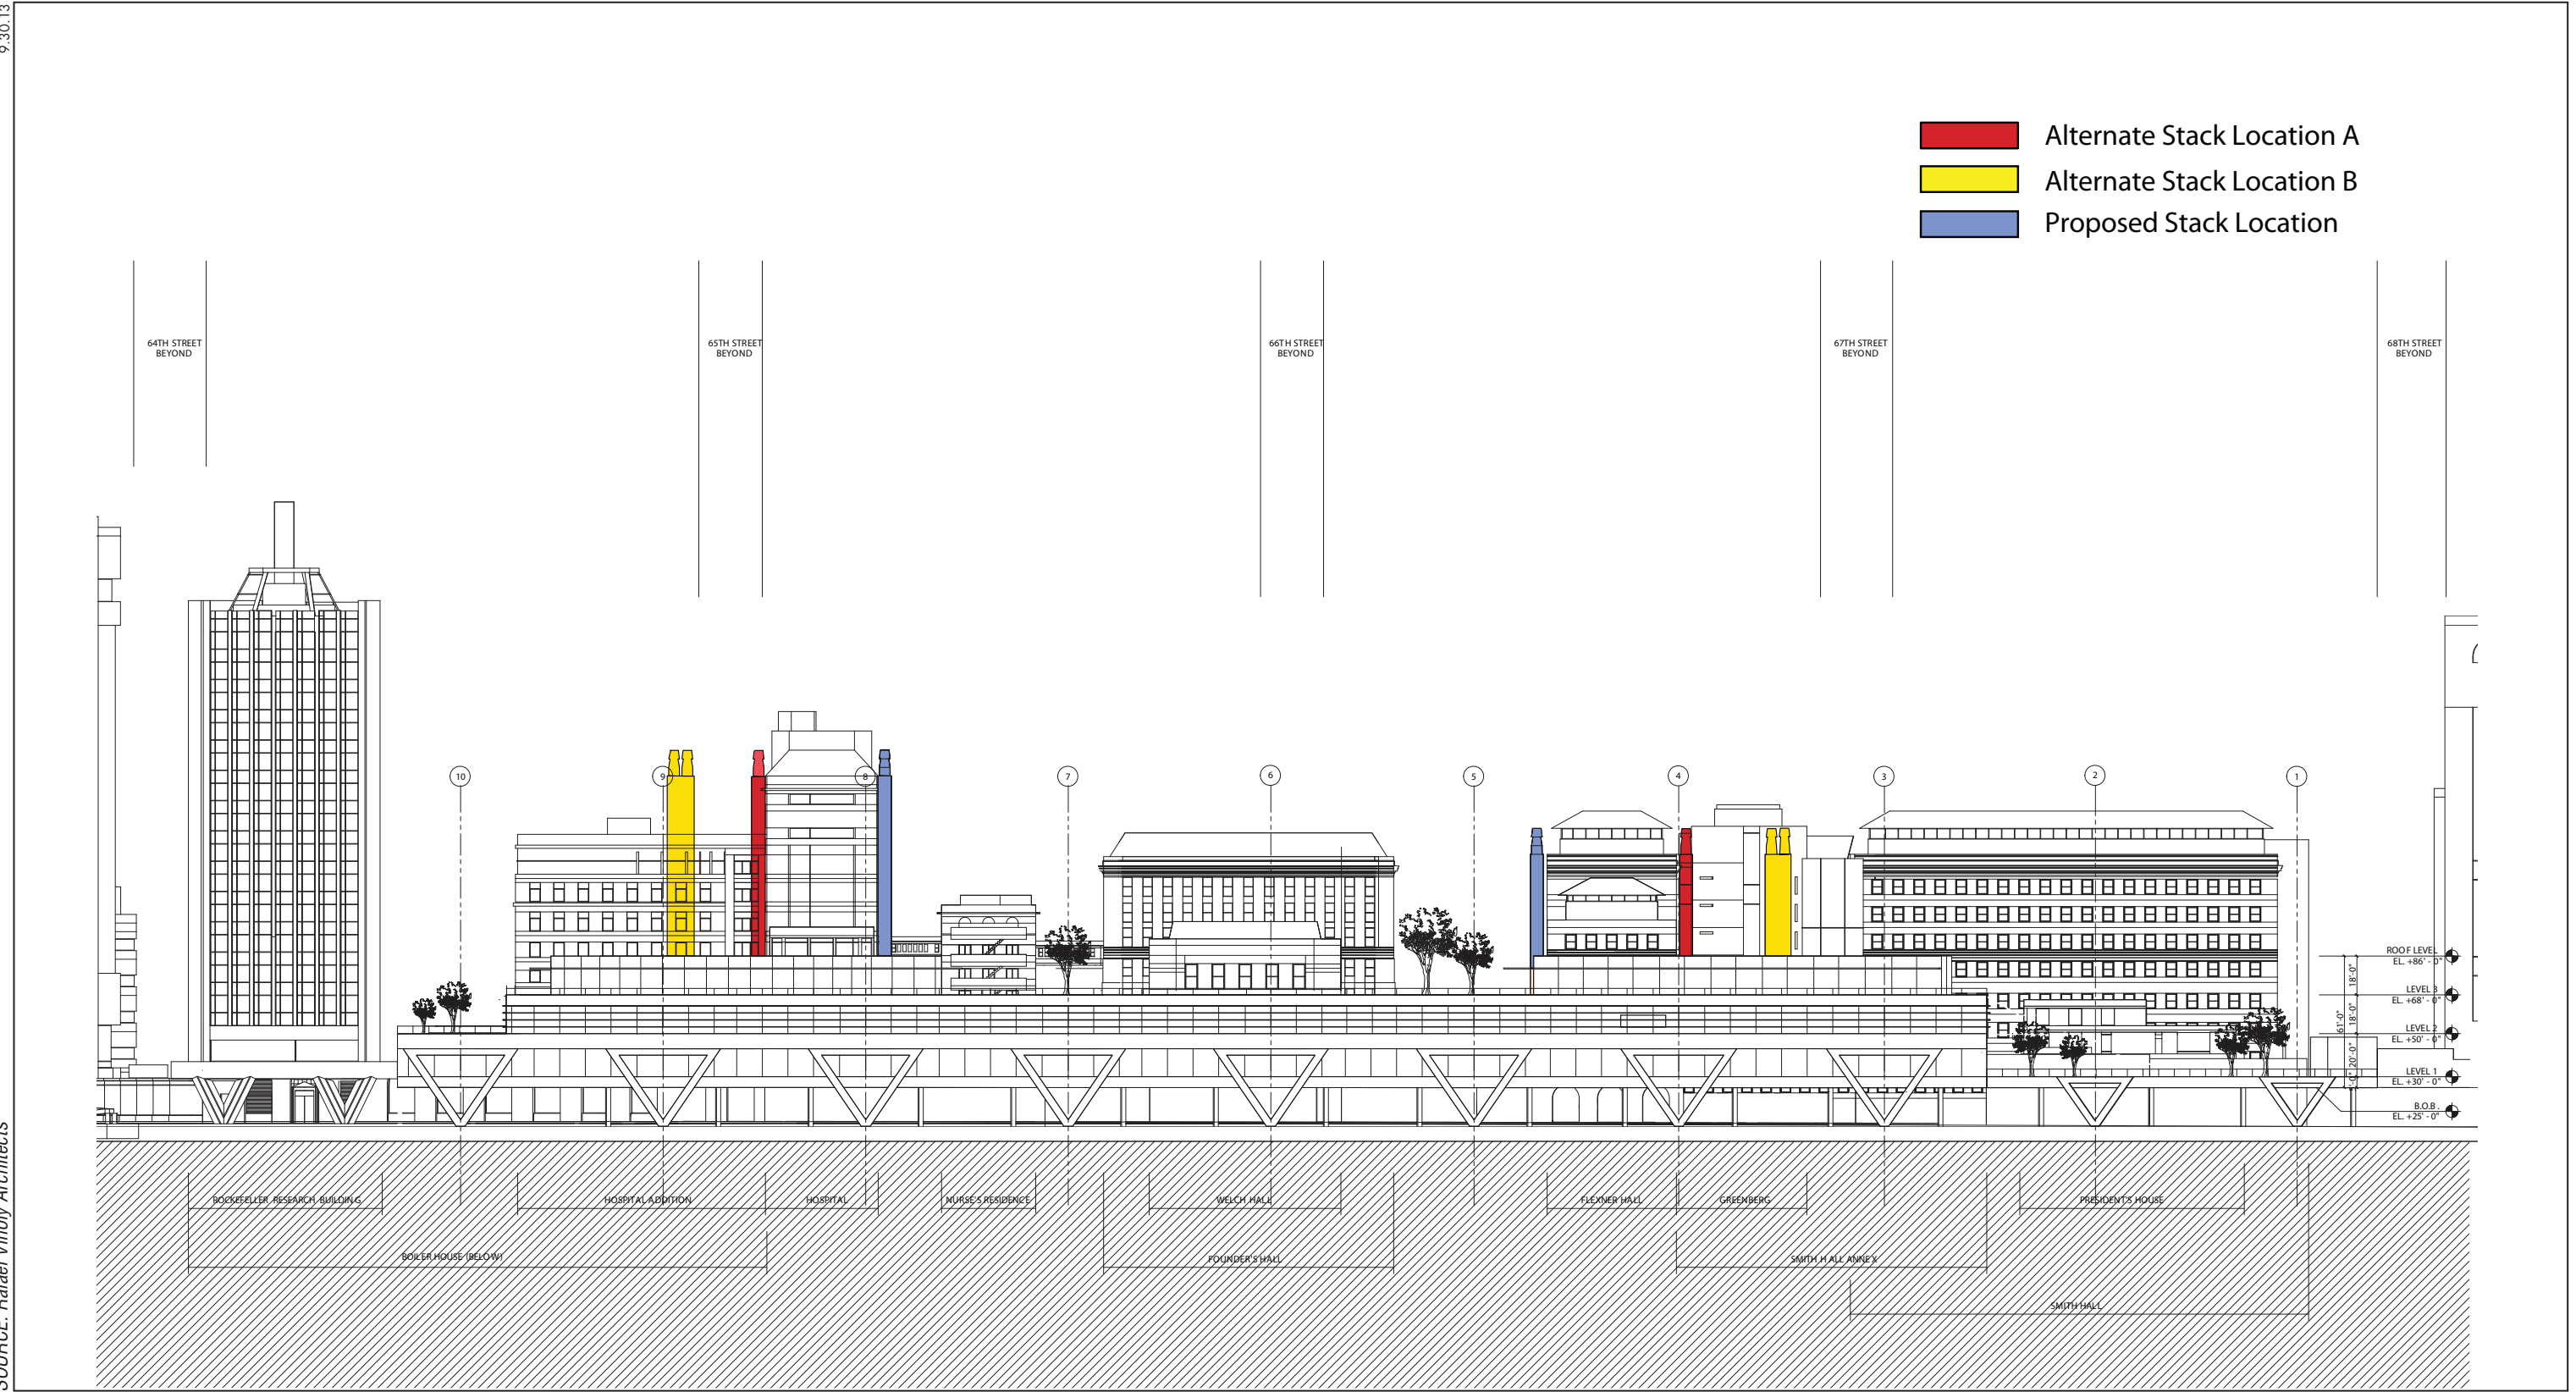 9.30.13
Alternate Stack Location A
Alternate Stack Location B
Proposed Stack Location
64TH STREET
BEYOND
65TH STREET
BEYOND
66TH STREET
BEYOND
67TH STREET
BEYOND
68TH STREET
BEYOND
10
9
8
7
6
5
4
3
2
1
ROOF LEVEL
EL. +86' - 0"
18'-0"
LEVEL 3
EL. +68' - 0"
61'-0"
18'-0"
LEVEL 2
EL. +50' - 0"
20'-0"
LEVEL 1
EL. +30' - 0"
B.O.B.
EL. +25' - 0"
ROCKEFELLER RESEARCH BUILDING
HOSPITAL ADDITION
HOSPITAL
NURSE'S RESIDENCE
WELCH HALL
FLEXNER HALL
GREENBERG
PRESIDENT'S HOUSE
BOILER HOUSE (BELOW)
FOUNDER'S HALL
SMITH HALL ANNEX
SMITH HALL
SOURCE: Rafael Viñoly Architects